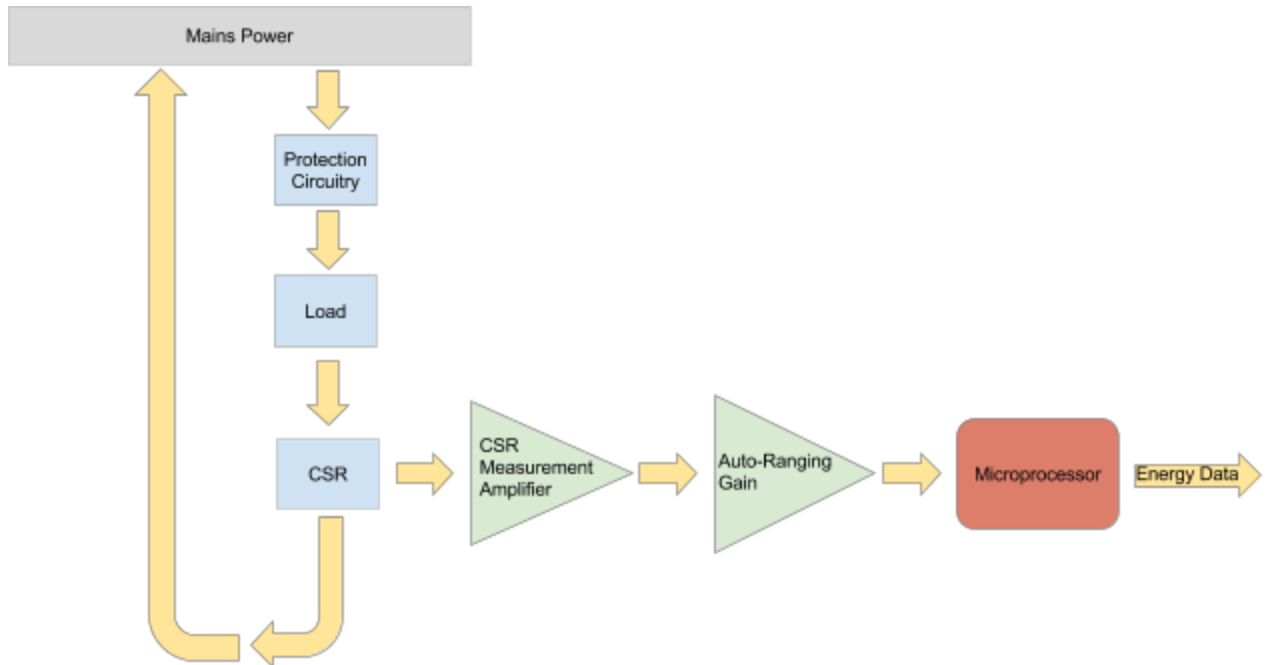 Mains Power
Protection
Circuitry
Load
CSR
CSR
Measurement
Amplifier
Auto-Ranging
Gain
Microprocessor
Energy Data